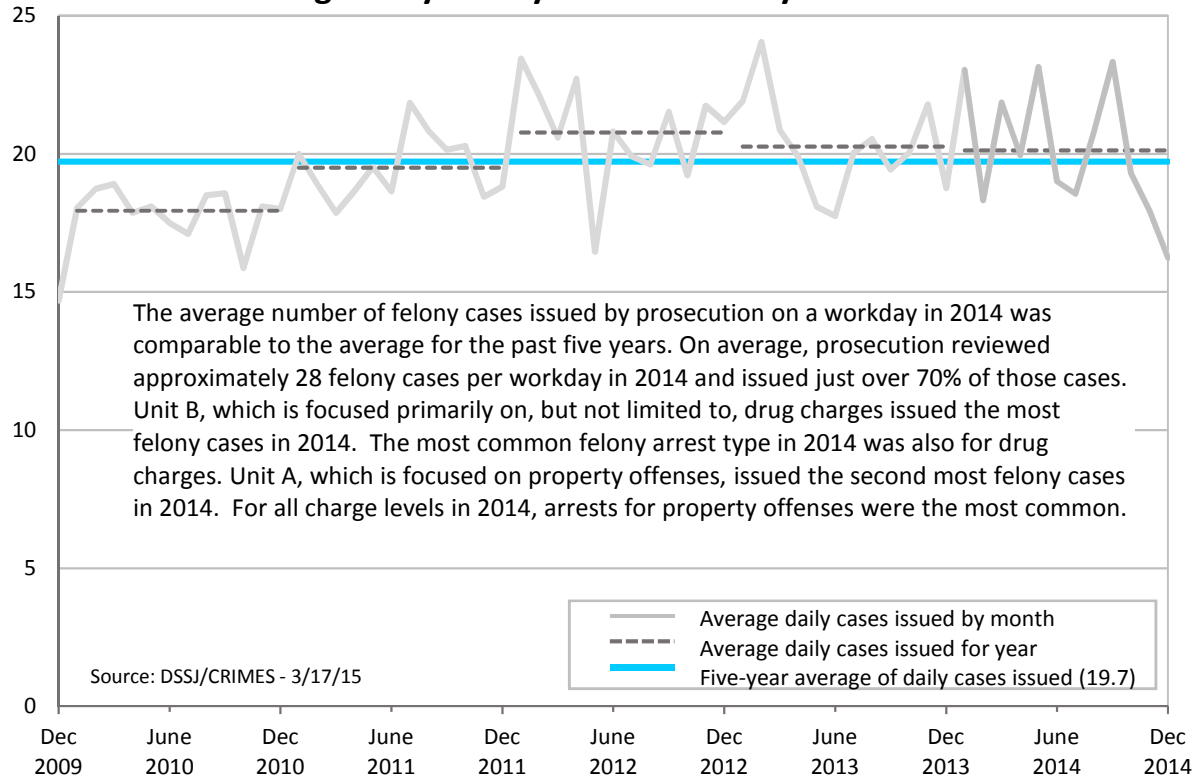 25
20
15
10
5
0
The average number of felony cases issued by prosecution on a workday in 2014 was
comparable to the average for the past five years. On average, prosecution reviewed
approximately 28 felony cases per workday in 2014 and issued just over 70% of those cases.
Unit B, which is focused primarily on, but not limited to, drug charges issued the most
felony cases in 2014.  The most common felony arrest type in 2014 was also for drug
charges. Unit A, which is focused on property offenses, issued the second most felony cases
in 2014.  For all charge levels in 2014, arrests for property offenses were the most common.
Average daily cases issued by month
Average daily cases issued for year
Five-year average of daily cases issued (19.7)
Source: DSSJ/CRIMES - 3/17/15
Dec June Dec June Dec June Dec June Dec June Dec
2009 2010 2010 2011 2011 2012 2012 2013 2013 2014 2014